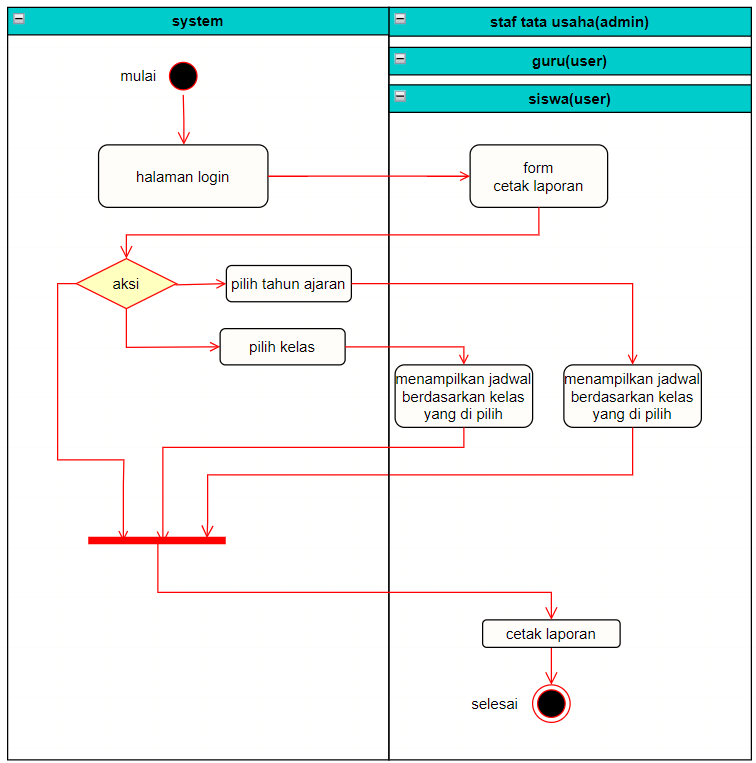 system
staf tata usaha(admin)
guru(user)
siswa(user)
mulai
halaman login
form
cetak laporan
aksi
pilih tahun ajaran
pilih kelas
menampilkan jadwal
berdasarkan kelas
yang di pilih
menampilkan jadwal
berdasarkan kelas
yang di pilih
cetak laporan
selesai